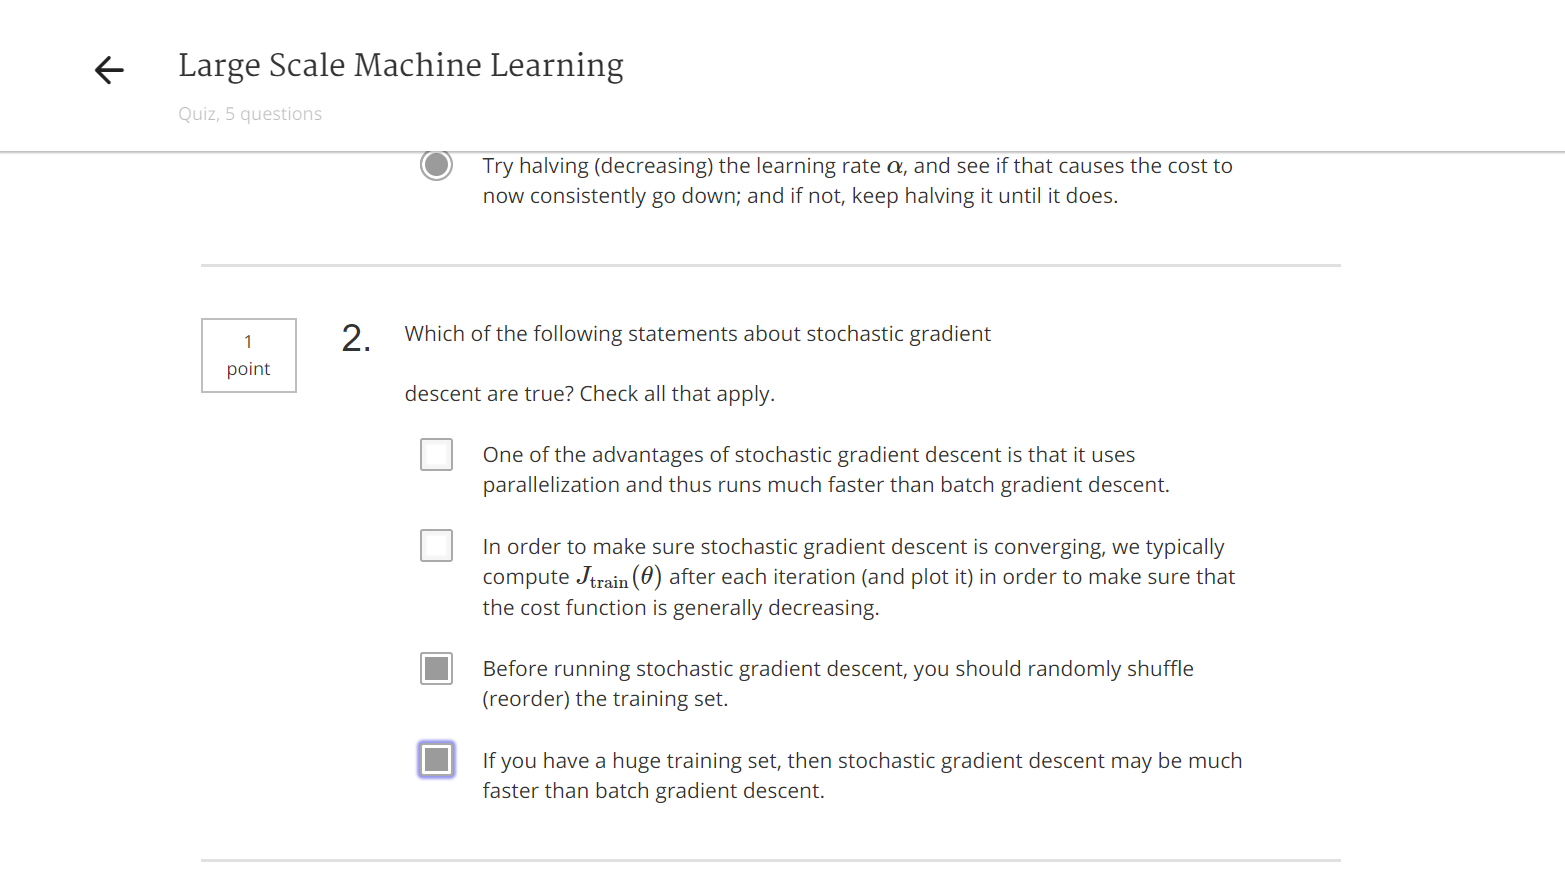 Large Scale Machine Learning
Quiz, 5 questions
Try halving (decreasing) the learning rate α, and see if that causes the cost to
now consistently go down; and if not, keep halving it until it does.
1
point
2.
Which of the following statements about stochastic gradient
descent are true? Check all that apply.
One of the advantages of stochastic gradient descent is that it uses
parallelization and thus runs much faster than batch gradient descent.
In order to make sure stochastic gradient descent is converging, we typically
compute J_train(θ) after each iteration (and plot it) in order to make sure that
the cost function is generally decreasing.
Before running stochastic gradient descent, you should randomly shuffle
(reorder) the training set.
If you have a huge training set, then stochastic gradient descent may be much
faster than batch gradient descent.